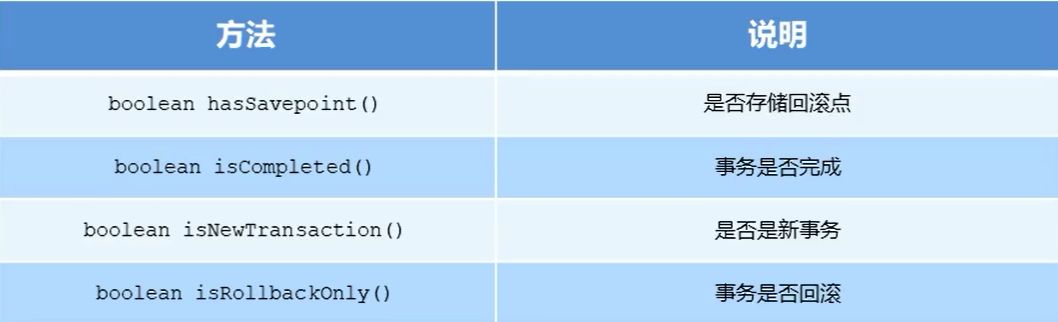 方法 说明
boolean hasSavepoint() 是否存储回滚点
boolean isCompleted() 事务是否完成
boolean isNewTransaction() 是否是新事务
boolean isRollbackOnly() 事务是否回滚